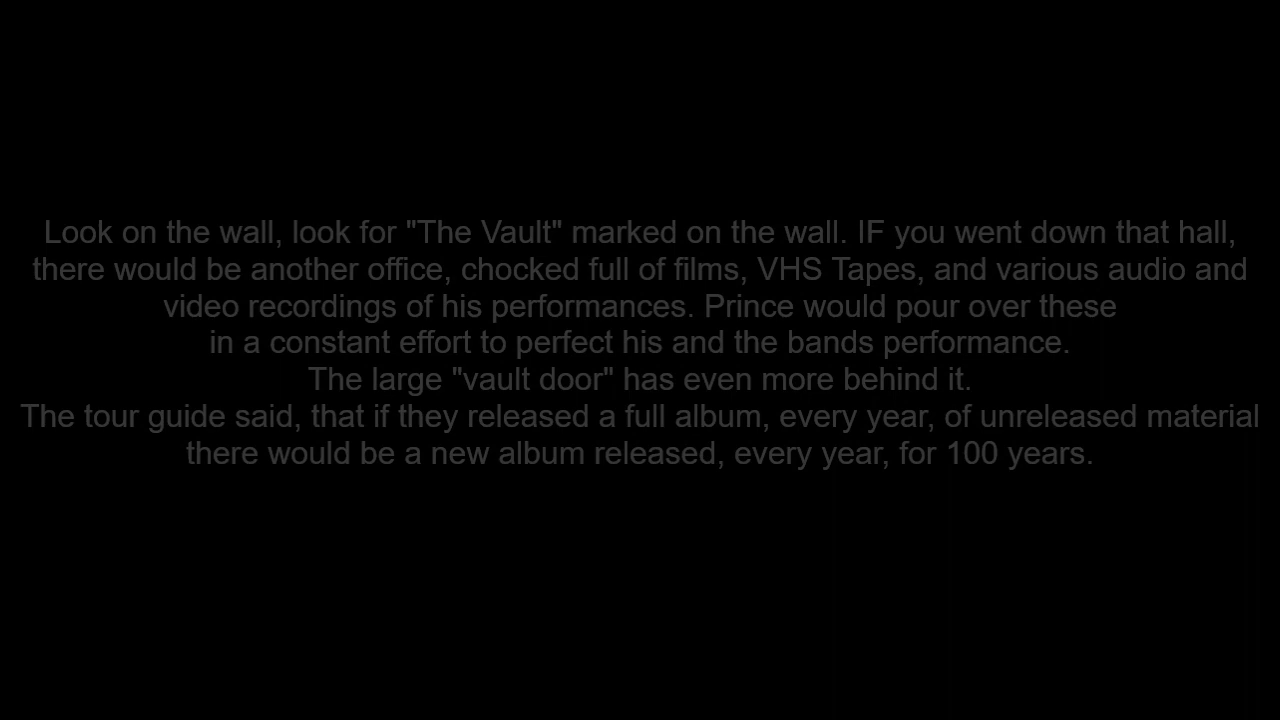 Look on the wall, look for "The Vault" marked on the wall. IF you went down that hall,
there would be another office, chocked full of films, VHS Tapes, and various audio and
video recordings of his performances. Prince would pour over these
in a constant effort to perfect his and the bands performance.
The large "vault door" has even more behind it.
The tour guide said, that if they released a full album, every year, of unreleased material
there would be a new album released, every year, for 100 years.